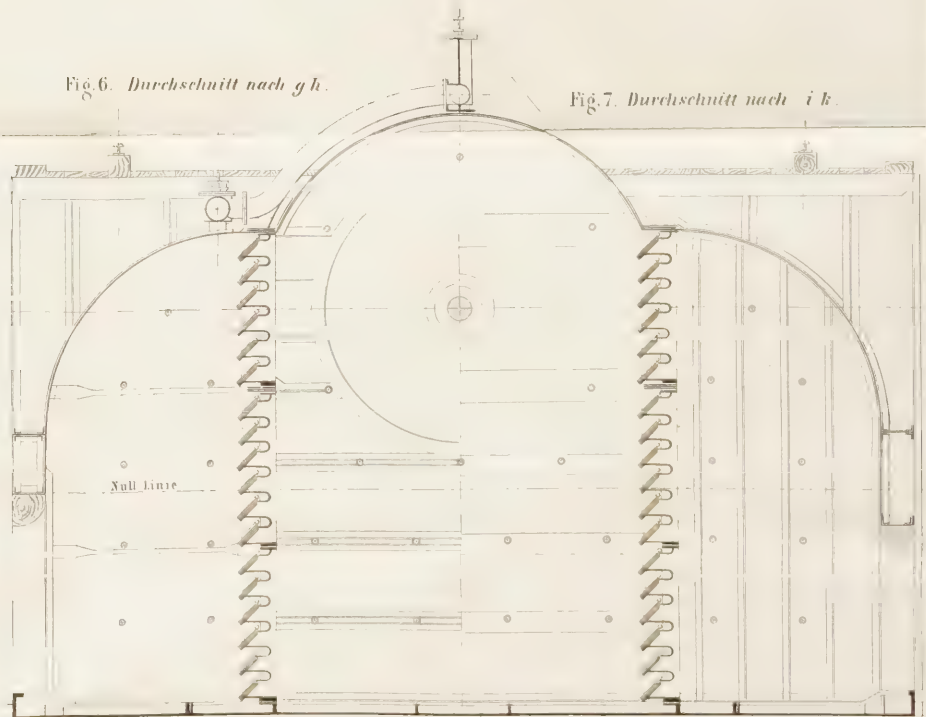 Fig. 6. Durchschnitt nach g h.
Fig. 7. Durchschnitt nach i k.
Null Linie